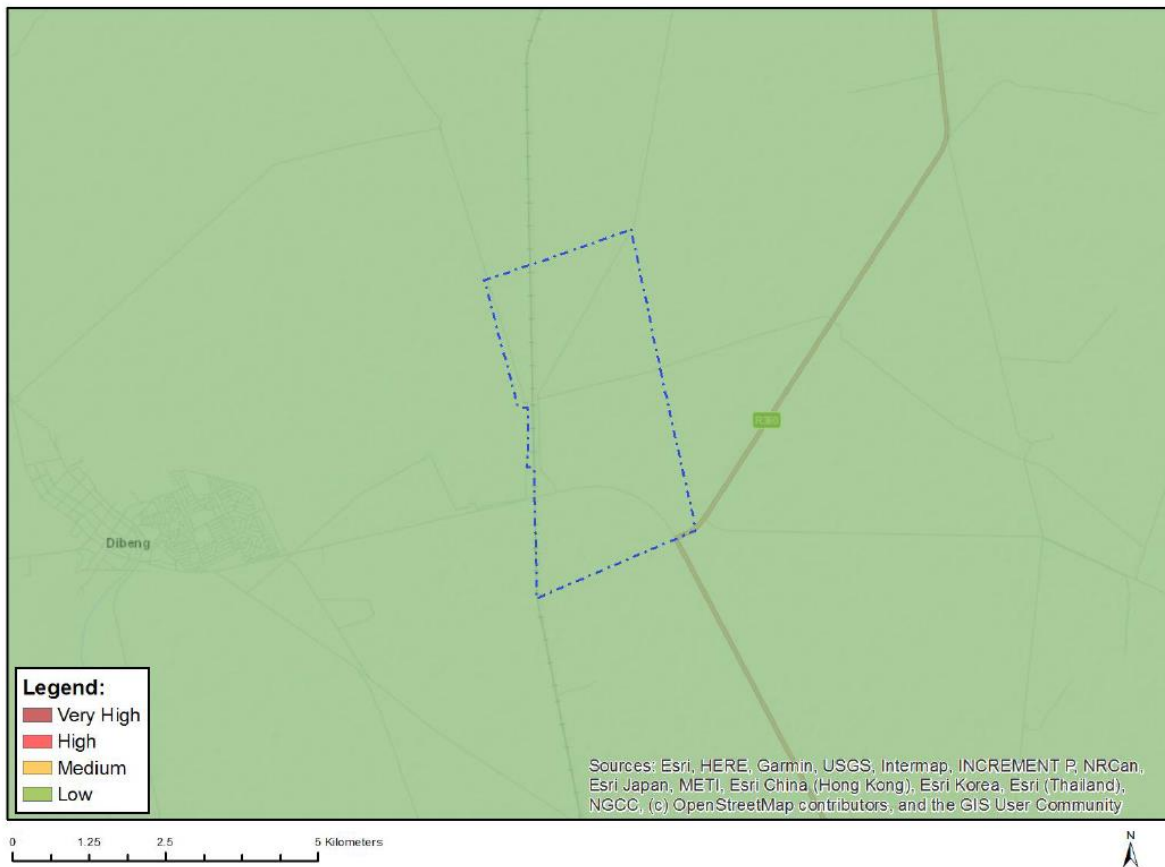 Dibeng
Legend:
Very High
High
Medium
Low
Sources: Esri, HERE, Garmin, USGS, Intermap, INCREMENT P, NRCan,
Esri Japan, METI, Esri China (Hong Kong), Esri Korea, Esri (Thailand),
NGCC, (c) OpenStreetMap contributors, and the GIS User Community
0 1.25 2.5 5 Kilometers
N